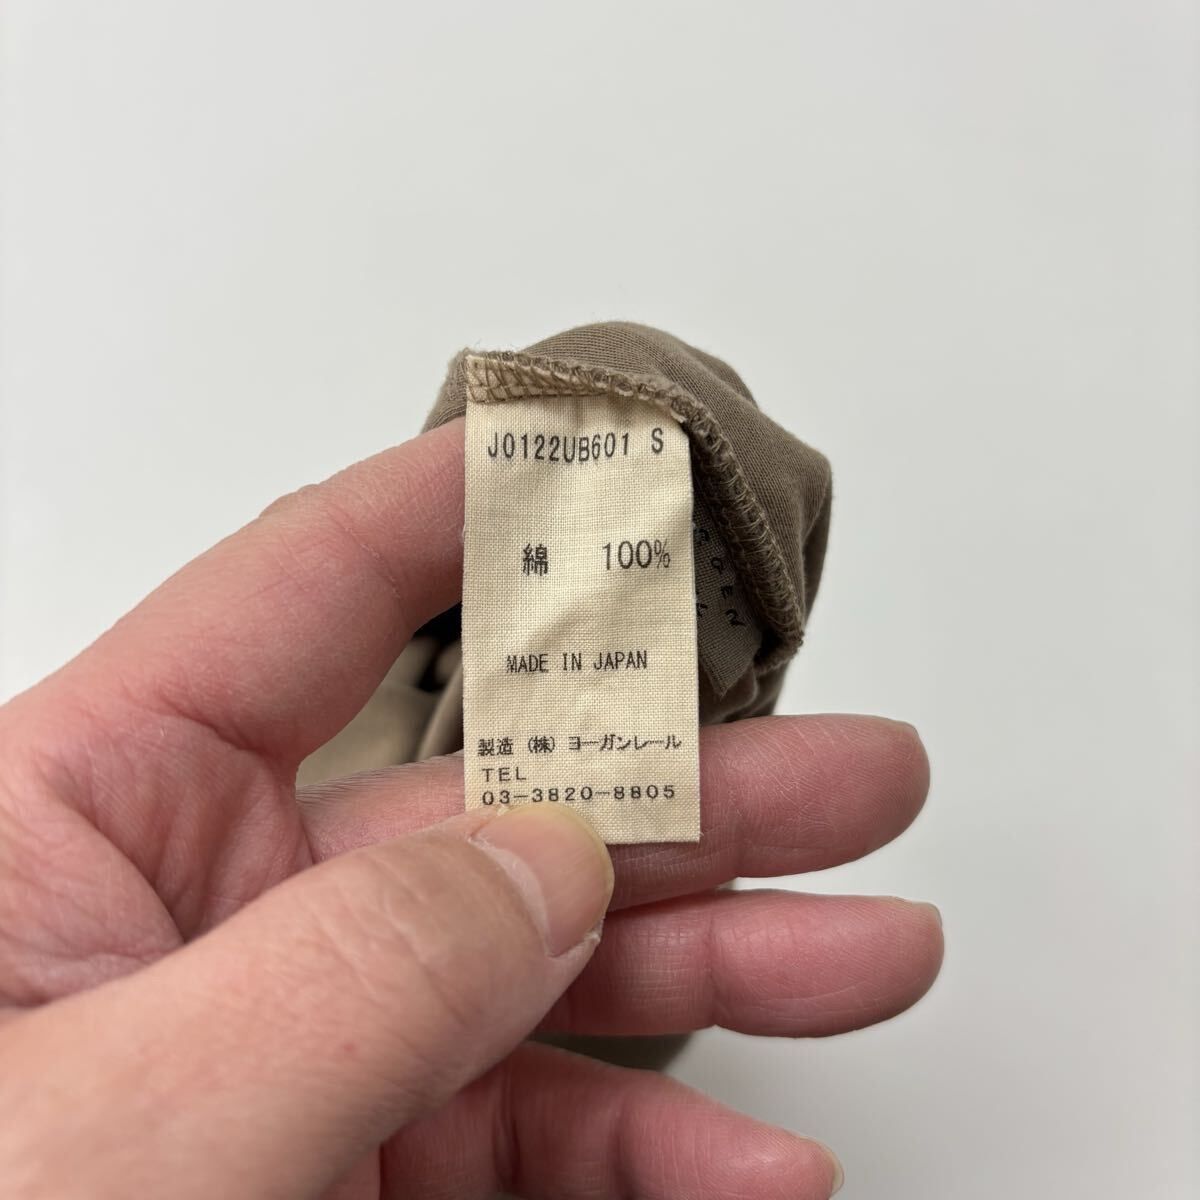 J0122UB601 S
綿 100%
MADE IN JAPAN
製造 (株) ヨーガンレール
TEL
03-3820-8805